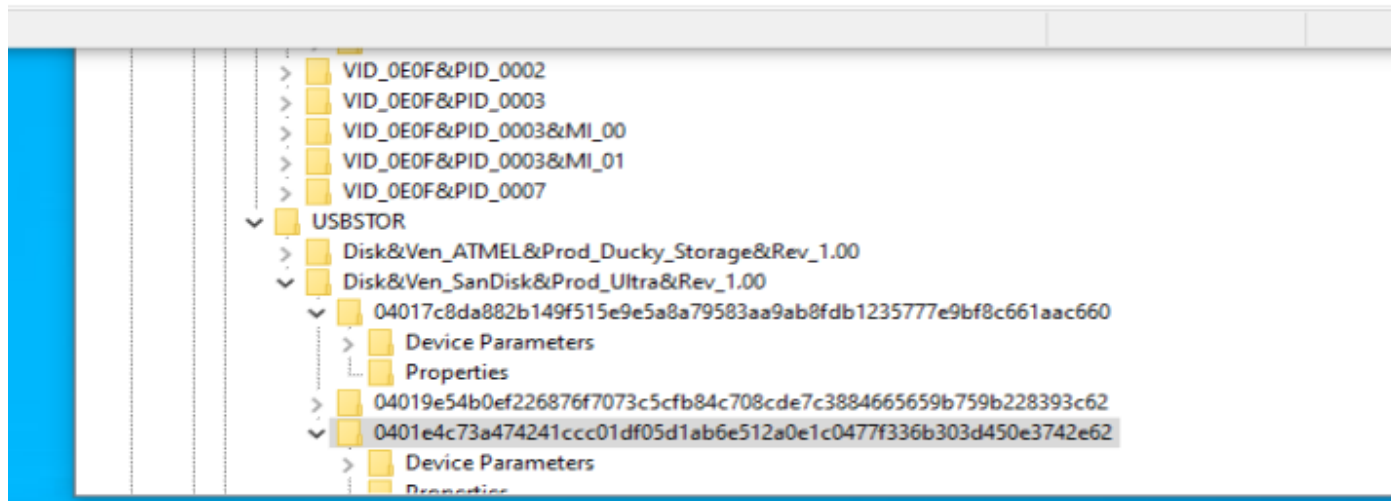 VID_0E0F&PID_0002
VID_0E0F&PID_0003
VID_0E0F&PID_0003&MI_00
VID_0E0F&PID_0003&MI_01
VID_0E0F&PID_0007
USBSTOR
Disk&Ven_ATMEL&Prod_Ducky_Storage&Rev_1.00
Disk&Ven_SanDisk&Prod_Ultra&Rev_1.00
04017c8da882b149f515e9e5a8a79583aa9ab8fdb1235777e9bf8c661aac660
Device Parameters
Properties
04019e54b0ef226876f7073c5cfb84c708cde7c3884665659b759b228393c62
0401e4c73a474241ccc01df05d1ab6e512a0e1c0477f336b303d450e3742e62
Device Parameters
Properties